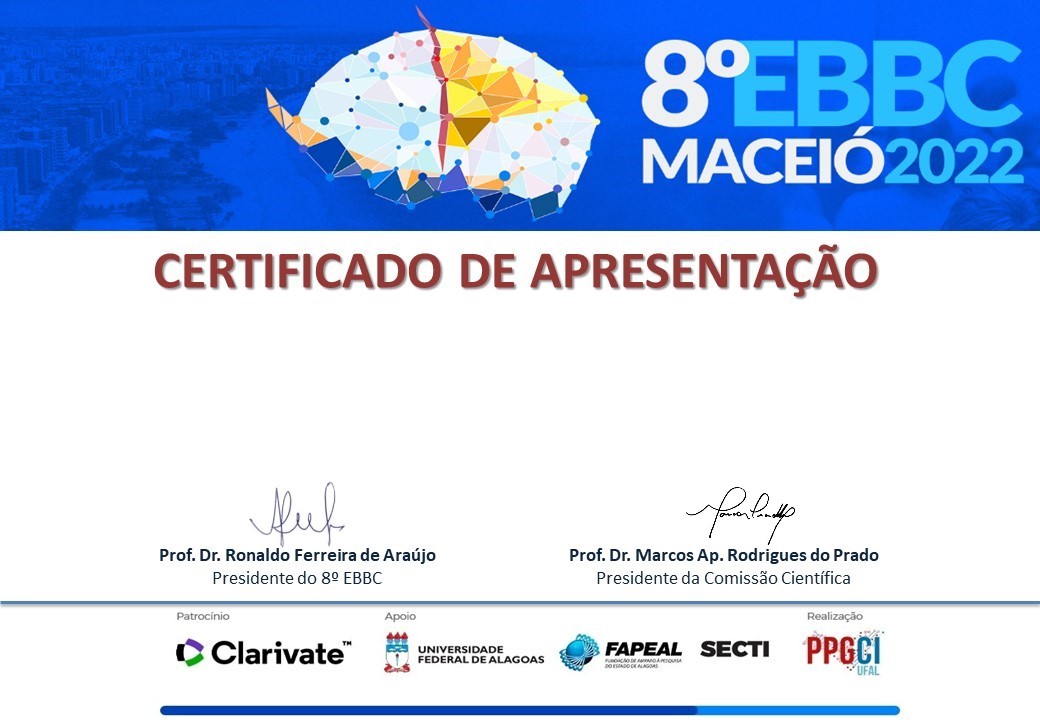 8º EBBC
MACEIÓ 2022
CERTIFICADO DE APRESENTAÇÃO
Prof. Dr. Ronaldo Ferreira de Araújo
Presidente do 8º EBBC
Prof. Dr. Marcos Ap. Rodrigues do Prado
Presidente da Comissão Científica
Patrocínio
Clarivate™
Apoio
UNIVERSIDADE
FEDERAL DE ALAGOAS
FAPEAL
FUNDAÇÃO DE AMPARO À PESQUISA
DO ESTADO DE ALAGOAS
SECTI
Realização
PPGCI
UFAL